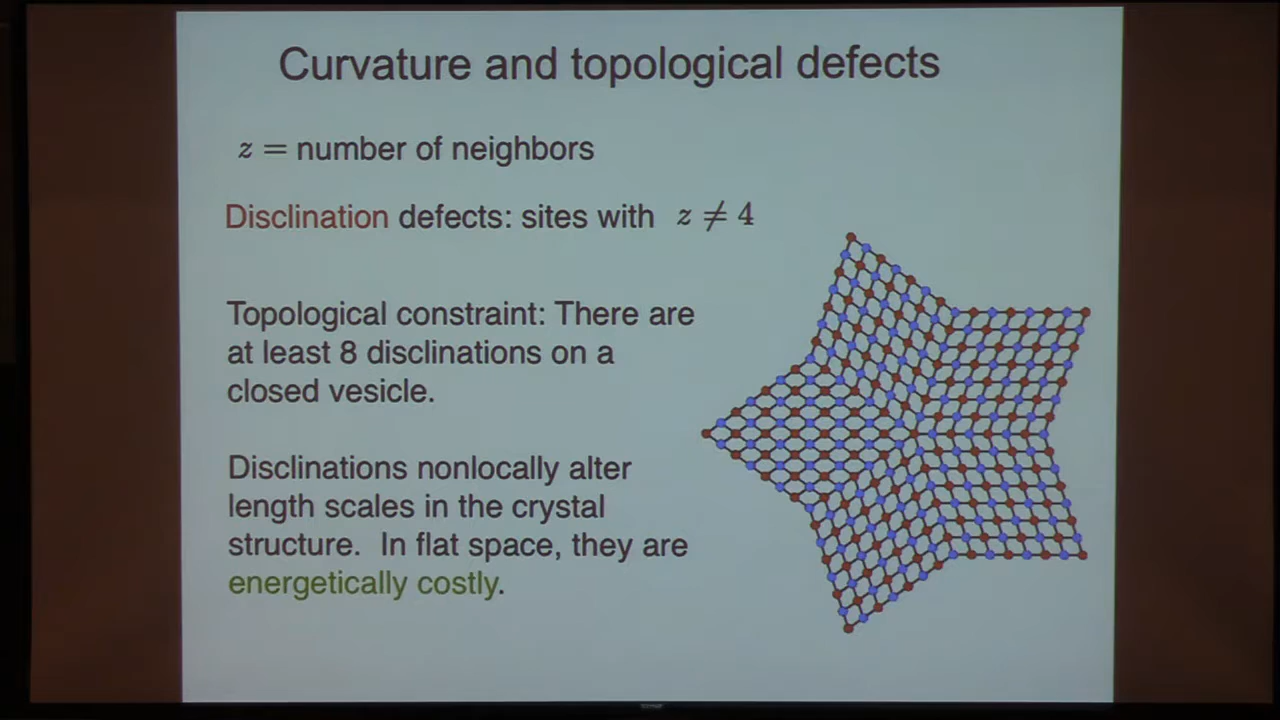 Curvature and topological defects
z = number of neighbors
Disclination defects: sites with z ≠ 4
Topological constraint: There are
at least 8 disclinations on a
closed vesicle.
Disclinations nonlocally alter
length scales in the crystal
structure. In flat space, they are
energetically costly.